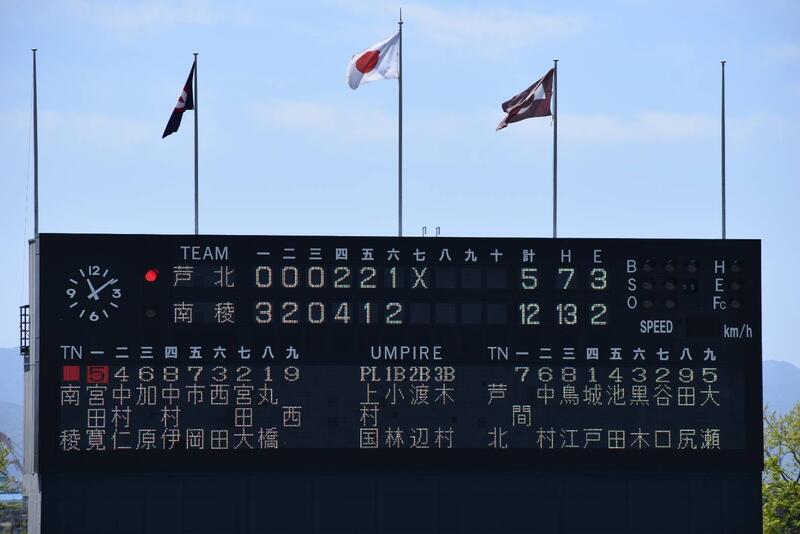 12
9 3
6
TEAM 一 二 三 四 五 六 七 八 九 十 計 H E
芦 北 0 0 0 2 2 1 X 5 7 3
南 稜 3 2 0 4 1 2 12 13 2
B H
S E
O Fc
SPEED km/h
TN 一 二 三 四 五 六 七 八 九
5 4 6 8 7 3 2 1 9
南 稜
宮田寛
中村仁
加原
中村伊
寺岡
市田
西大
宮田
丸橋
西
UMPIRE
PL 1B 2B 3B
上村国
小林
渡辺
木村
TN 一 二 三 四 五 六 七 八 九
7 6 8 1 4 3 2 9 5
芦 北
間
中村
鳥江
城戸
池田
黒木
谷口
田尻
大瀬